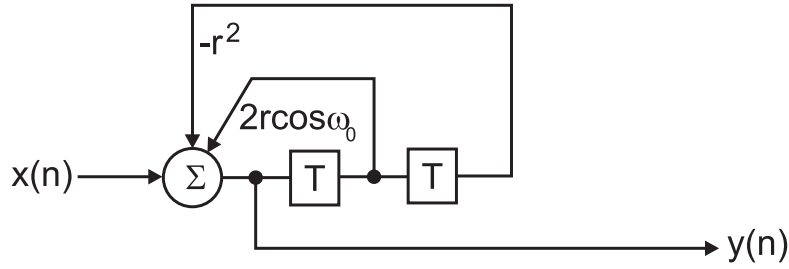 -r²
2rcosω₀
x(n) Σ T T
y(n)